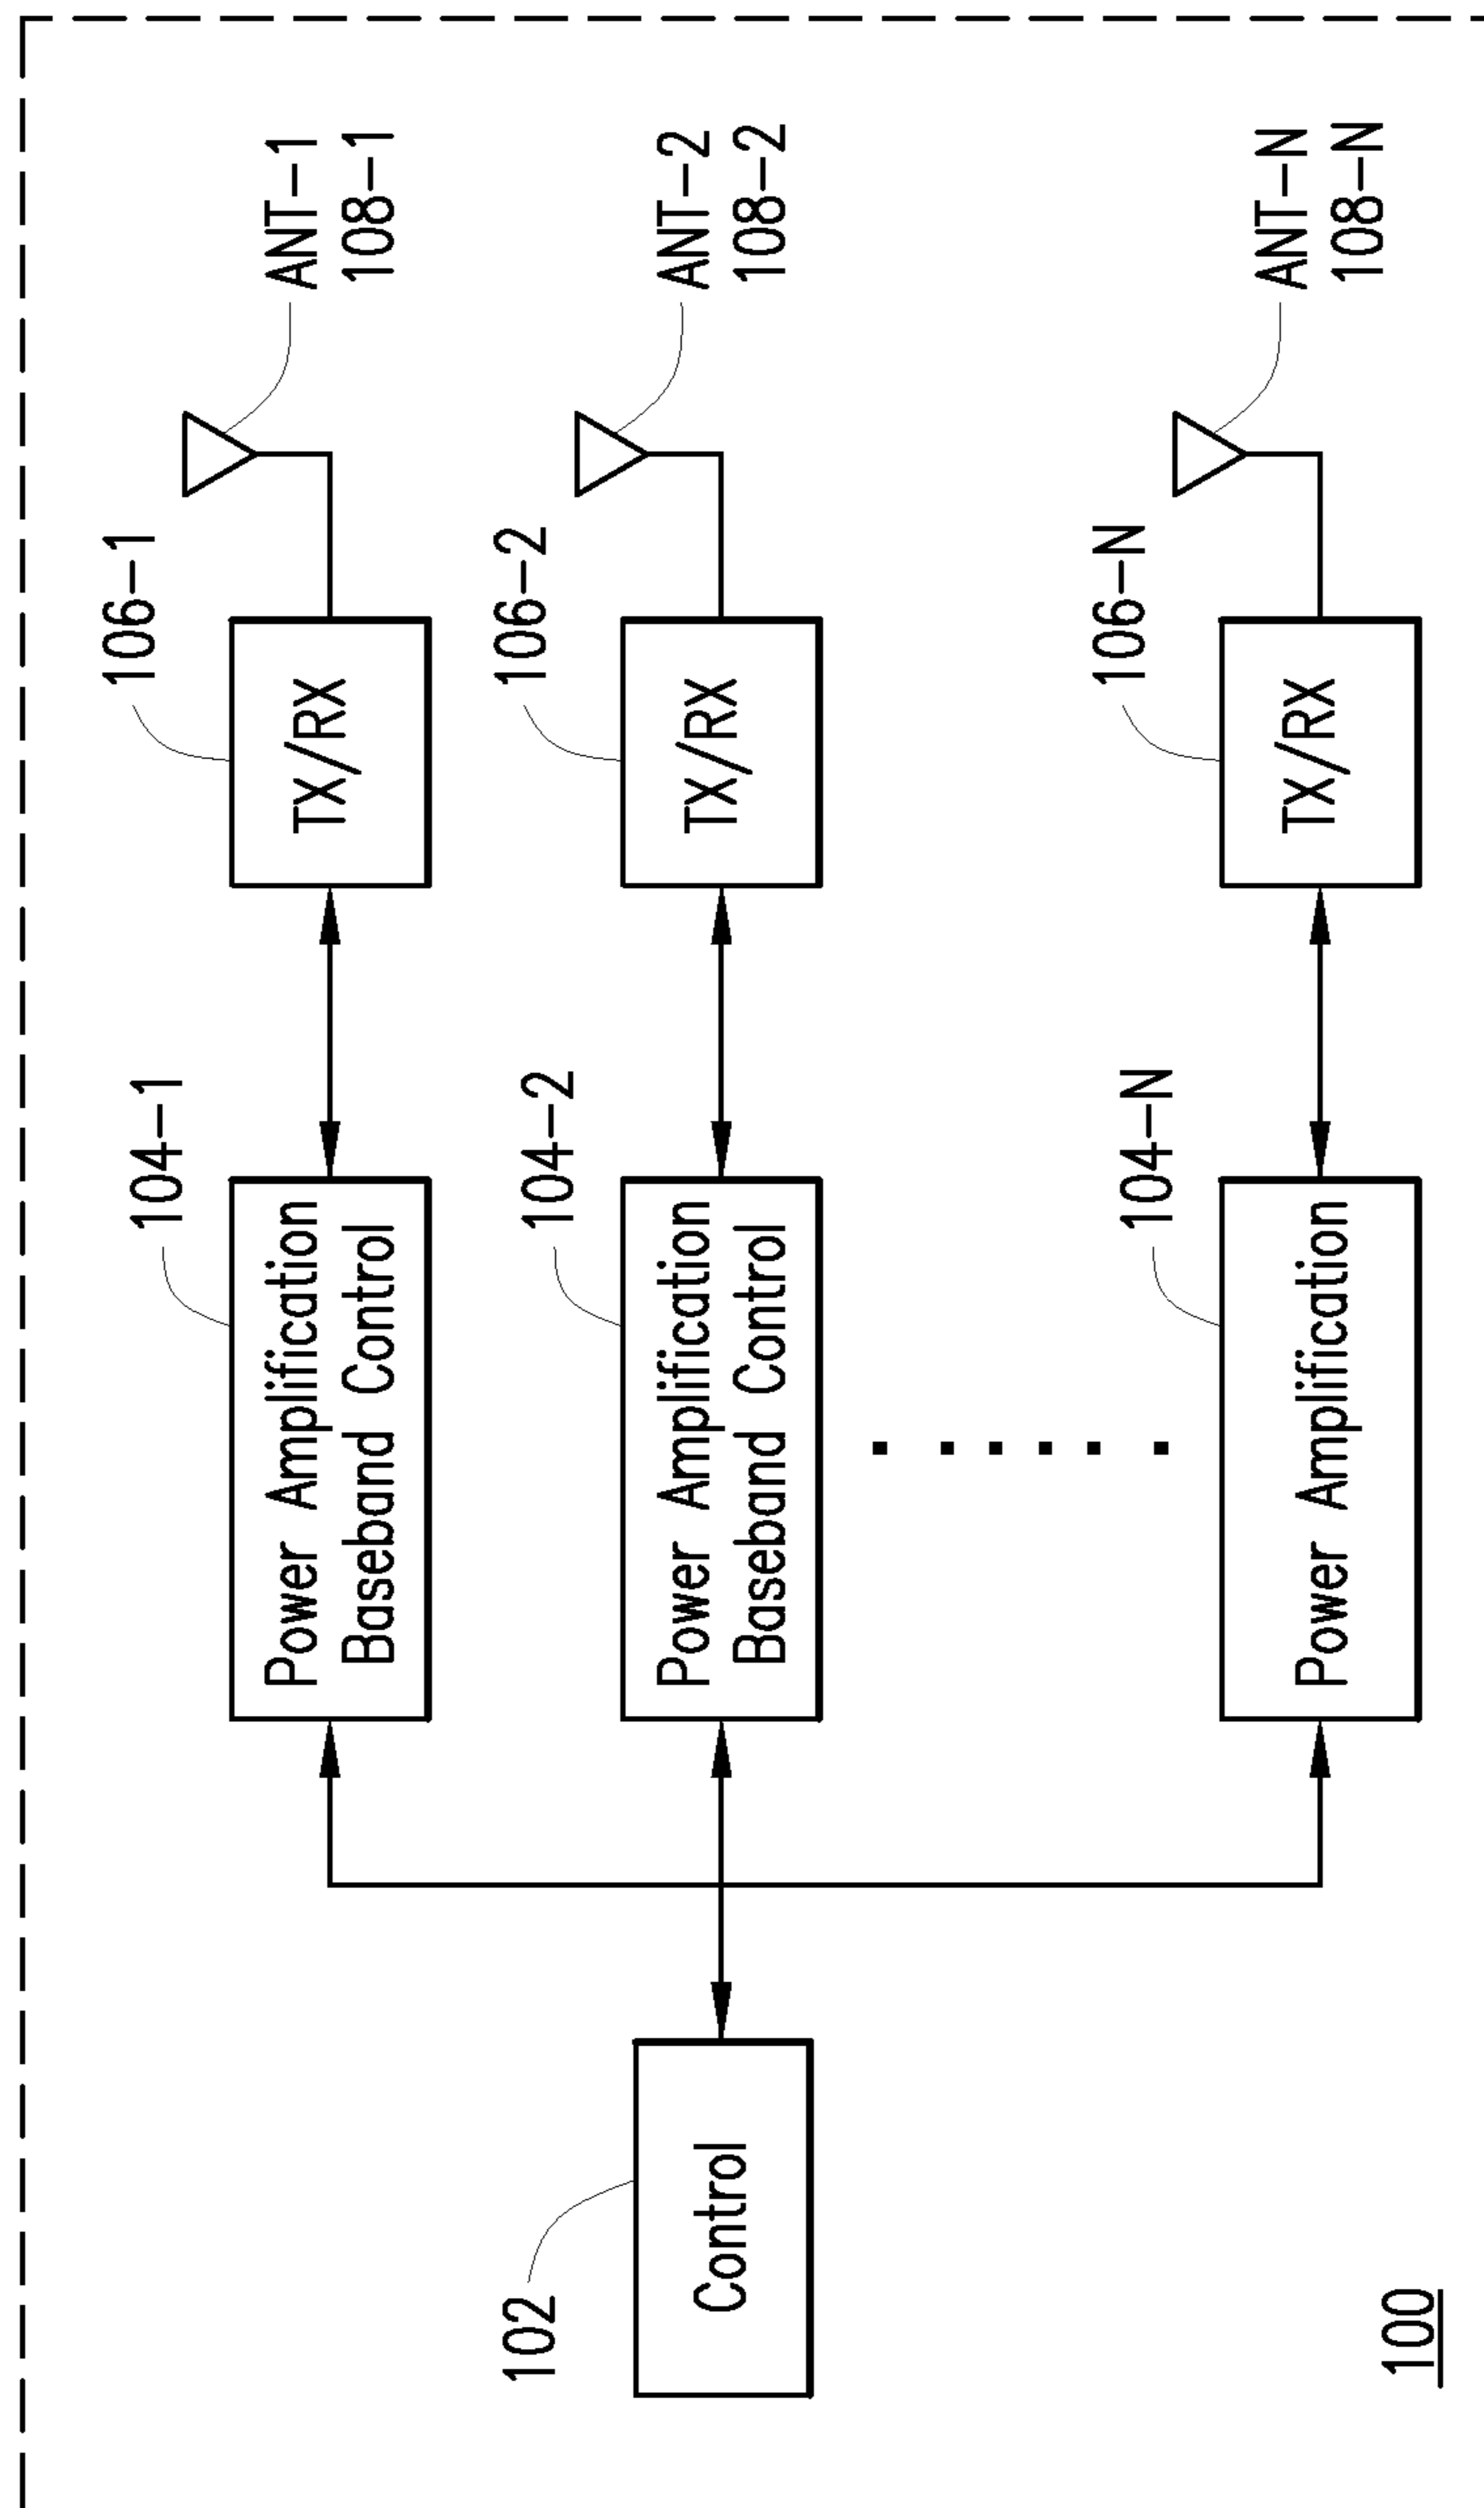 ANT-1
108-1
106-1
TX/RX
104-1
Power Amplification
Baseband Control
ANT-2
108-2
106-2
TX/RX
104-2
Power Amplification
Baseband Control
102
Control
ANT-N
108-N
106-N
TX/RX
104-N
Power Amplification
100